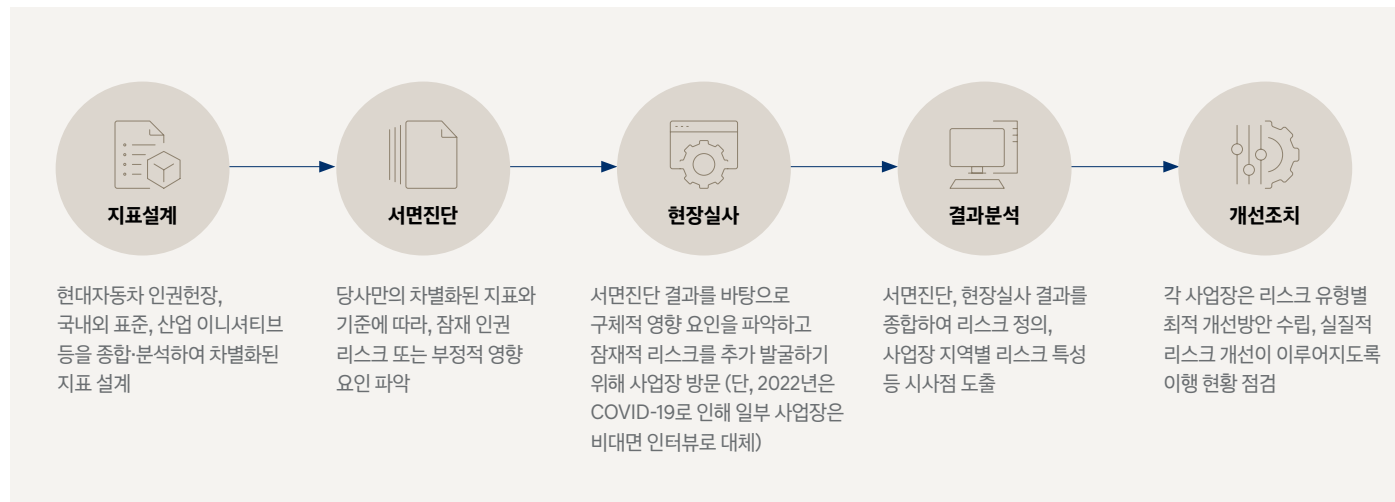 지표설계
현대자동차 인권헌장,
국내외 표준, 산업 이니셔티브
등을 종합·분석하여 차별화된
지표 설계
서면진단
당사만의 차별화된 지표와
기준에 따라, 잠재 인권
리스크 또는 부정적 영향
요인 파악
현장실사
서면진단 결과를 바탕으로
구체적 영향 요인을 파악하고
잠재적 리스크를 추가 발굴하기
위해 사업장 방문 (단, 2022년은
COVID-19로 인해 일부 사업장은
비대면 인터뷰로 대체)
결과분석
서면진단, 현장실사 결과를
종합하여 리스크 정의,
사업장 지역별 리스크 특성
등 시사점 도출
개선조치
각 사업장은 리스크 유형별
최적 개선방안 수립, 실질적
리스크 개선이 이루어지도록
이행 현황 점검